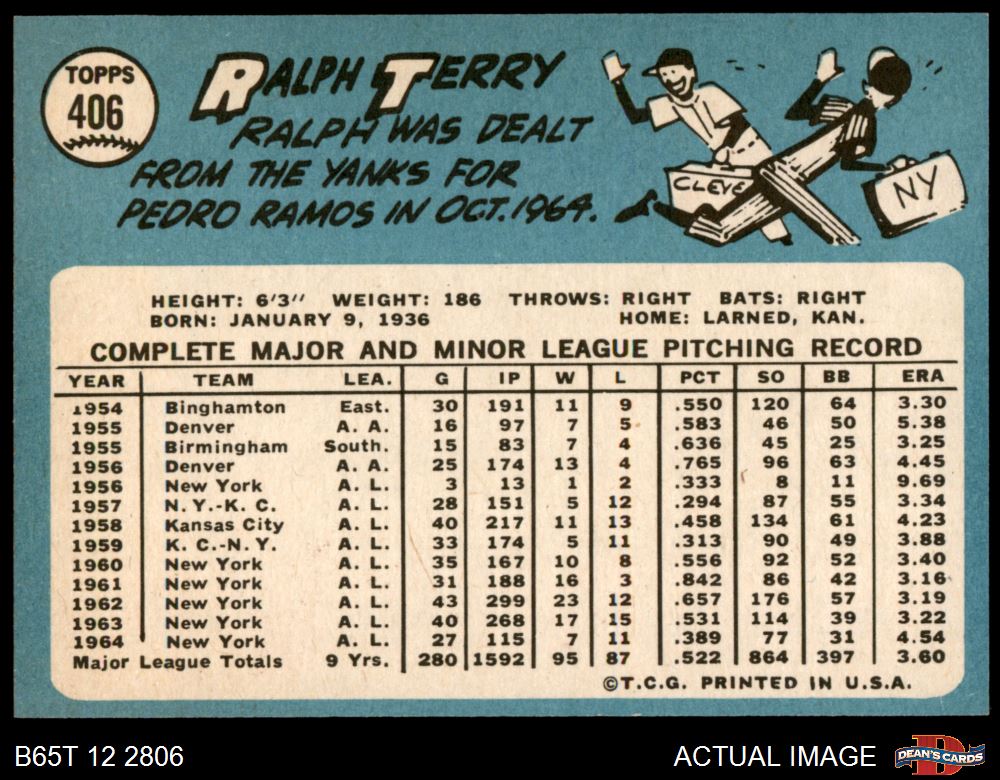 TOPPS
406
RALPH TERRY
RALPH WAS DEALT
FROM THE YANKS FOR
PEDRO RAMOS IN OCT. 1964.
CLEVE
NY
HEIGHT: 6'3" WEIGHT: 186 THROWS: RIGHT BATS: RIGHT
BORN: JANUARY 9, 1936 HOME: LARNED, KAN.
COMPLETE MAJOR AND MINOR LEAGUE PITCHING RECORD
YEAR TEAM LEA. G IP W L PCT SO BB ERA
1954 Binghamton East. 30 191 11 9 .550 120 64 3.30
1955 Denver A. A. 16 97 7 5 .583 46 50 5.38
1955 Birmingham South. 15 83 7 4 .636 45 25 3.25
1956 Denver A. A. 25 174 13 4 .765 96 63 4.45
1956 New York A. L. 3 13 1 2 .333 8 11 9.69
1957 N. Y.-K. C. A. L. 28 151 5 12 .294 87 55 3.34
1958 Kansas City A. L. 40 217 11 13 .458 134 61 4.23
1959 K. C.-N. Y. A. L. 33 174 5 11 .313 90 49 3.88
1960 New York A. L. 35 167 10 8 .556 92 52 3.40
1961 New York A. L. 31 188 16 3 .842 86 42 3.16
1962 New York A. L. 43 299 23 12 .657 176 57 3.19
1963 New York A. L. 40 268 17 15 .531 114 39 3.22
1964 New York A. L. 27 115 7 11 .389 77 31 4.54
Major League Totals 9 Yrs. 280 1592 95 87 .522 864 397 3.60
©T.C.G. PRINTED IN U.S.A.
B65T 12 2806 ACTUAL IMAGE
D
DEAN'S CARDS